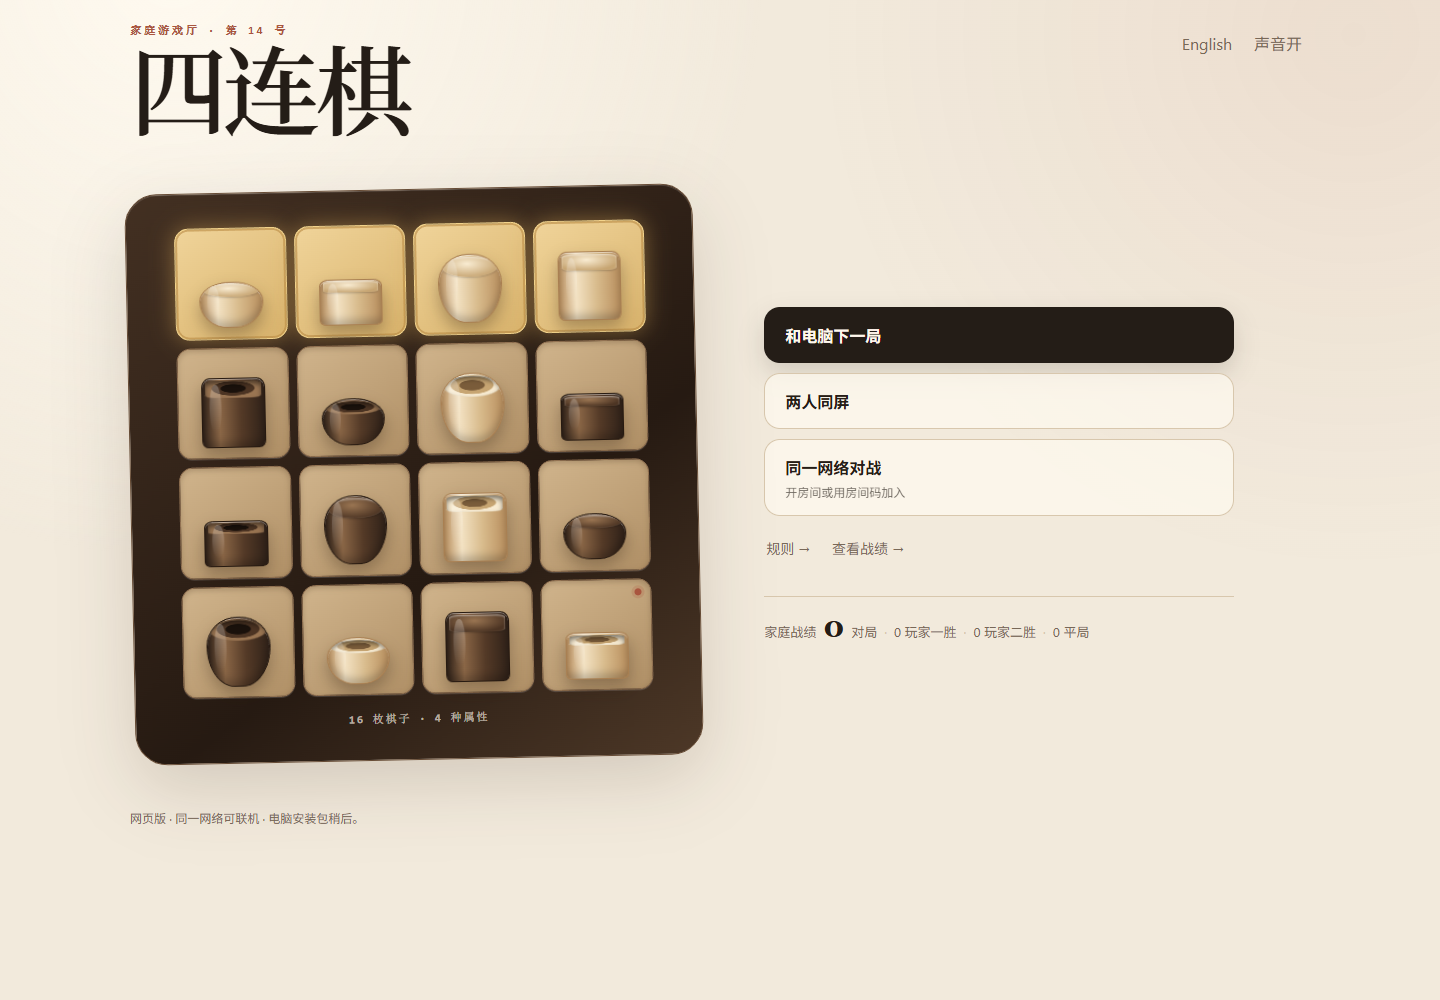 家庭游戏厅 · 第 14 号
四连棋
English 声音开
和电脑下一局
两人同屏
同一网络对战
开房间或用房间码加入
规则 → 查看战绩 →
家庭战绩 0 对局 · 0 玩家一胜 · 0 玩家二胜 · 0 平局
16 枚棋子 · 4 种属性
网页版 · 同一网络可联机 · 电脑安装包稍后。